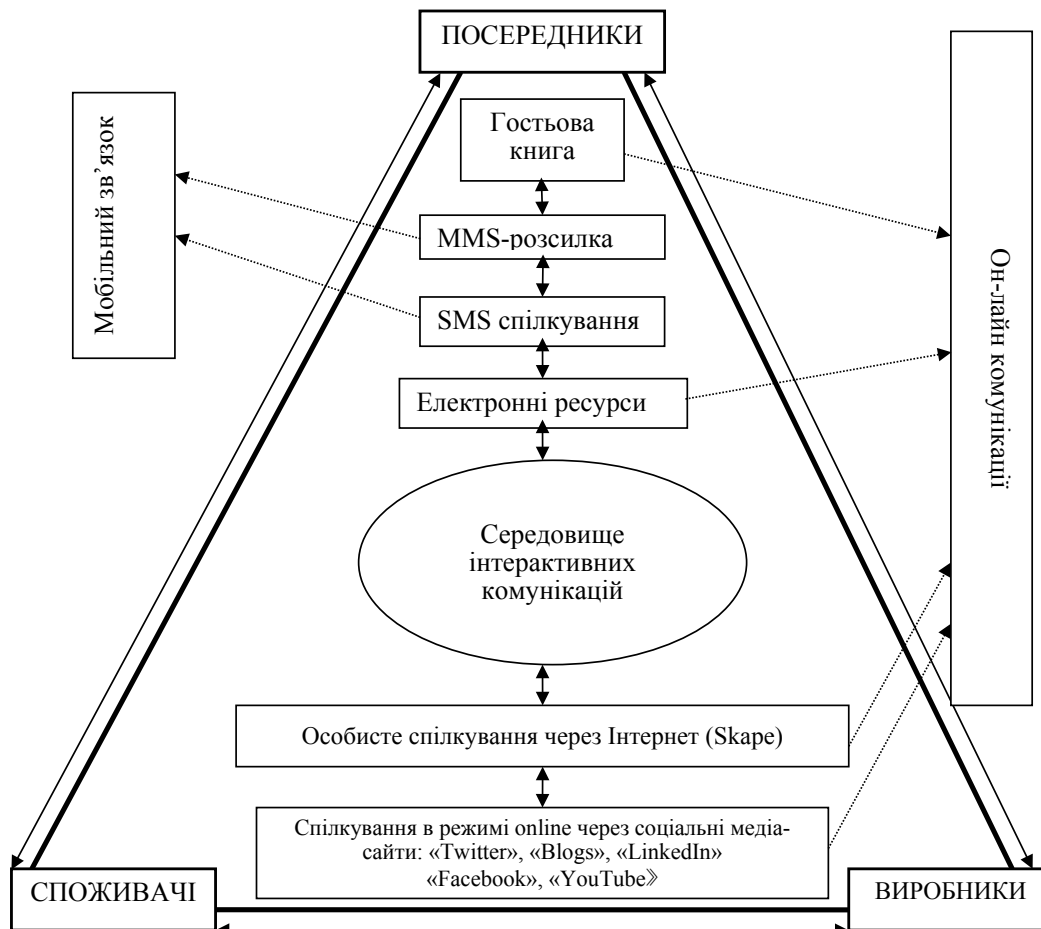 ПОСЕРЕДНИКИ
Гостьова
книга
Мобільний зв’язок
MMS-розсилка
SMS спілкування
Електронні ресурси
Он-лайн комунікації
Середовище
інтерактивних
комунікацій
Особисте спілкування через Інтернет (Skape)
Спілкування в режимі online через соціальні медіа-
сайти: «Twitter», «Blogs», «LinkedIn»
«Facebook», «YouTube》
СПОЖИВАЧІ
ВИРОБНИКИ